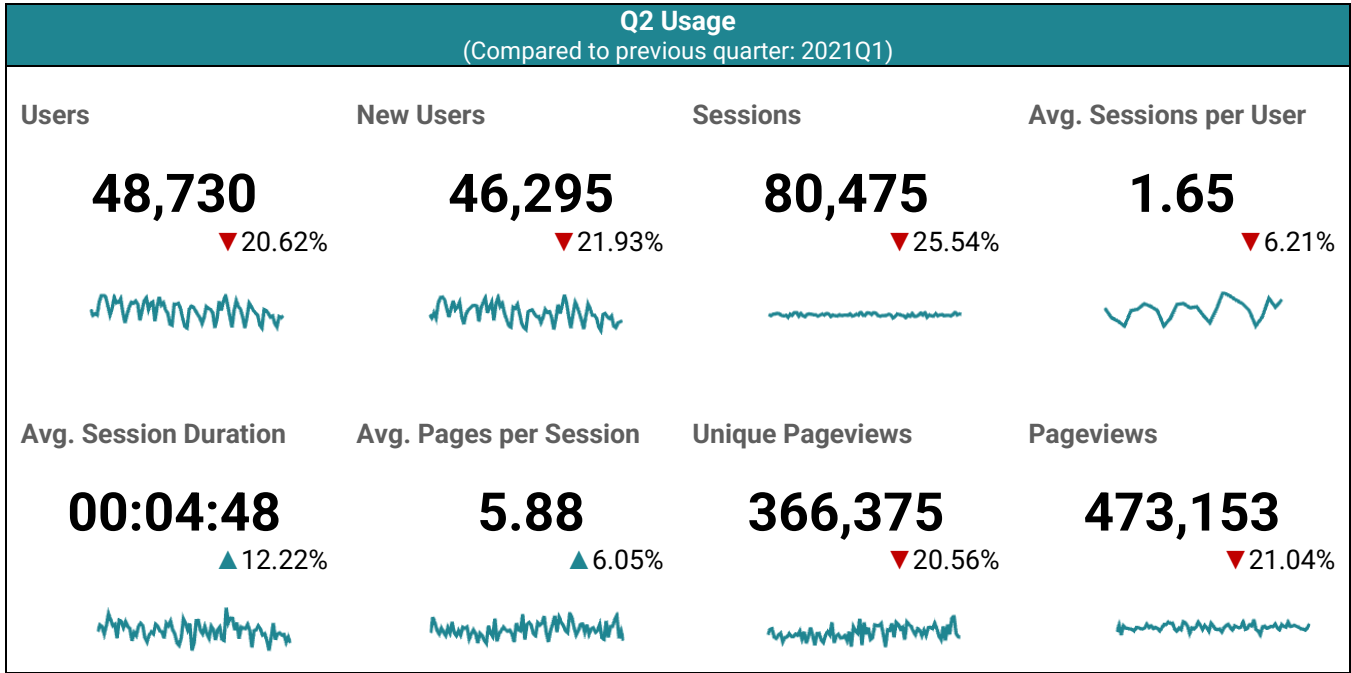 Q2 Usage
(Compared to previous quarter: 2021Q1)
Users
48,730
▼20.62%
New Users
46,295
▼21.93%
Sessions
80,475
▼25.54%
Avg. Sessions per User
1.65
▼6.21%
Avg. Session Duration
00:04:48
▲12.22%
Avg. Pages per Session
5.88
▲6.05%
Unique Pageviews
366,375
▼20.56%
Pageviews
473,153
▼21.04%